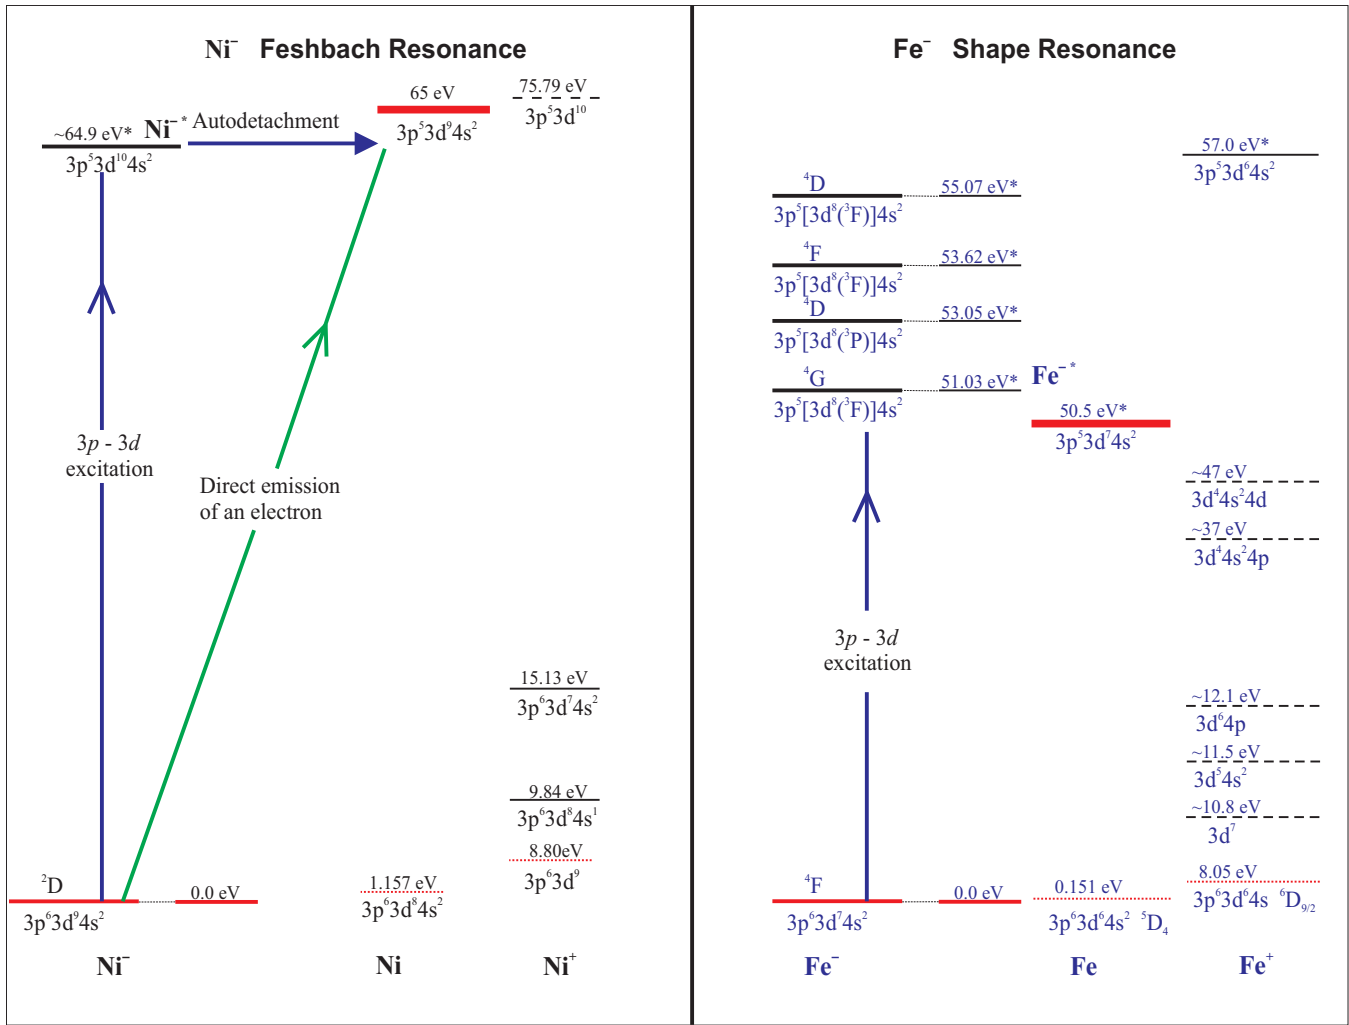 Ni⁻ Feshbach Resonance
75.79 eV
3p⁵3d¹⁰
65 eV
3p⁵3d⁹4s²
~64.9 eV*
Ni⁻* Autodetachment
3p⁵3d¹⁰4s²
3p - 3d
excitation
Direct emission
of an electron
15.13 eV
3p⁶3d⁷4s²
9.84 eV
3p⁶3d⁸4s¹
8.80eV
3p⁶3d⁹
²D
0.0 eV
3p⁶3d⁹4s²
1.157 eV
3p⁶3d⁸4s²
Ni⁻
Ni
Ni⁺
Fe⁻ Shape Resonance
57.0 eV*
3p⁵3d⁶4s²
⁴D
55.07 eV*
3p⁵[3d⁸(³F)]4s²
⁴F
53.62 eV*
3p⁵[3d⁸(³F)]4s²
⁴D
53.05 eV*
3p⁵[3d⁸(³P)]4s²
⁴G
51.03 eV*
3p⁵[3d⁸(³F)]4s²
Fe⁻*
50.5 eV*
3p⁵3d⁷4s²
~47 eV
3d⁴4s²4d
~37 eV
3d⁴4s²4p
3p - 3d
excitation
~12.1 eV
3d⁶4p
~11.5 eV
3d⁵4s²
~10.8 eV
3d⁷
8.05 eV
3p⁶3d⁶4s ⁶D₉/₂
⁴F
0.0 eV
3p⁶3d⁷4s²
0.151 eV
3p⁶3d⁶4s² ⁵D₄
Fe⁻
Fe
Fe⁺